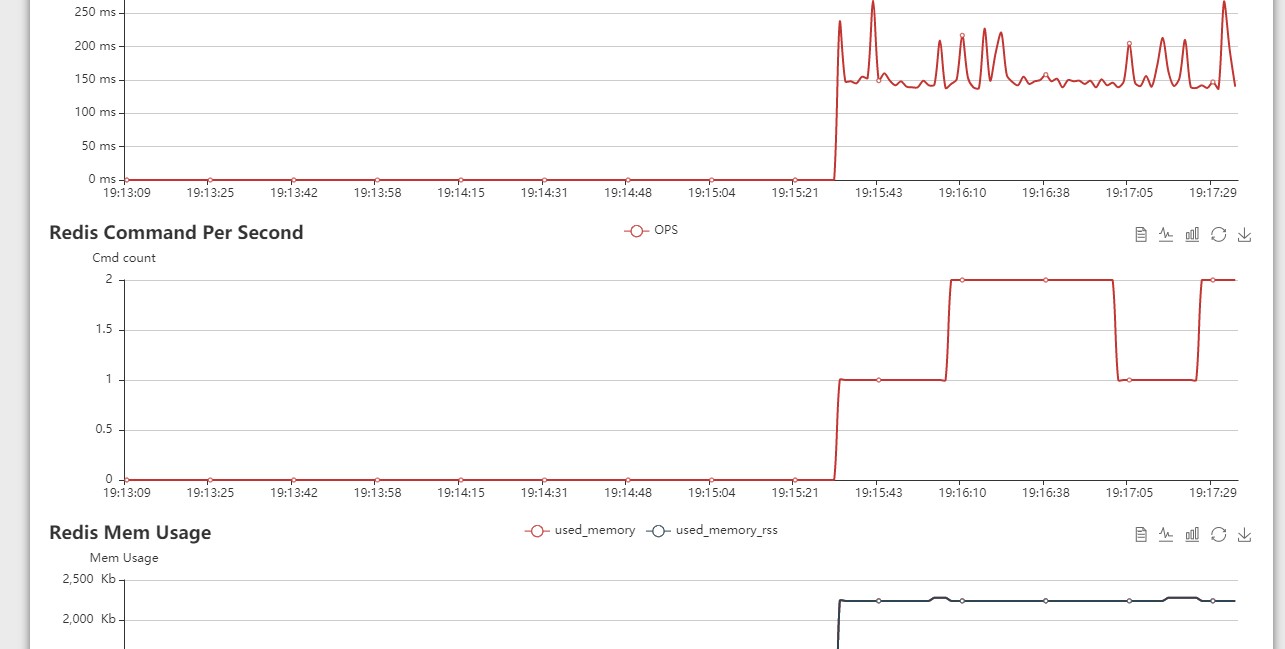 250 ms
200 ms
150 ms
100 ms
50 ms
0 ms
19:13:09 19:13:25 19:13:42 19:13:58 19:14:15 19:14:31 19:14:48 19:15:04 19:15:21 19:15:43 19:16:10 19:16:38 19:17:05 19:17:29
Redis Command Per Second OPS
Cmd count
2
1.5
1
0.5
0
19:13:09 19:13:25 19:13:42 19:13:58 19:14:15 19:14:31 19:14:48 19:15:04 19:15:21 19:15:43 19:16:10 19:16:38 19:17:05 19:17:29
Redis Mem Usage used_memory used_memory_rss
Mem Usage
2,500 Kb
2,000 Kb